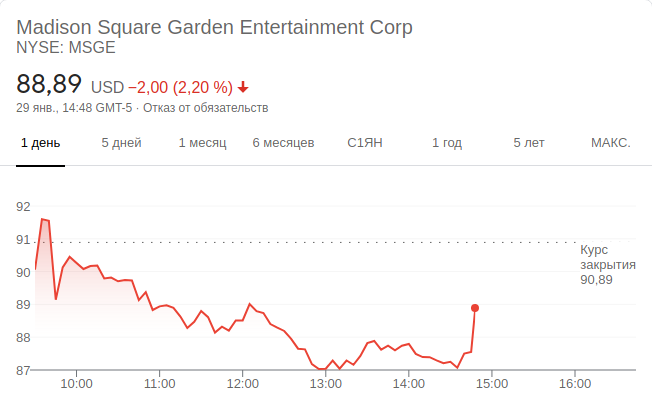 Madison Square Garden Entertainment Corp
NYSE: MSGE
88,89 USD −2,00 (2,20 %)
29 янв., 14:48 GMT-5 · Отказ от обязательств
1 день 5 дней 1 месяц 6 месяцев С1ЯН 1 год 5 лет МАКС.
92
91
Курс
закрытия
90,89
90
89
88
87
10:00 11:00 12:00 13:00 14:00 15:00 16:00